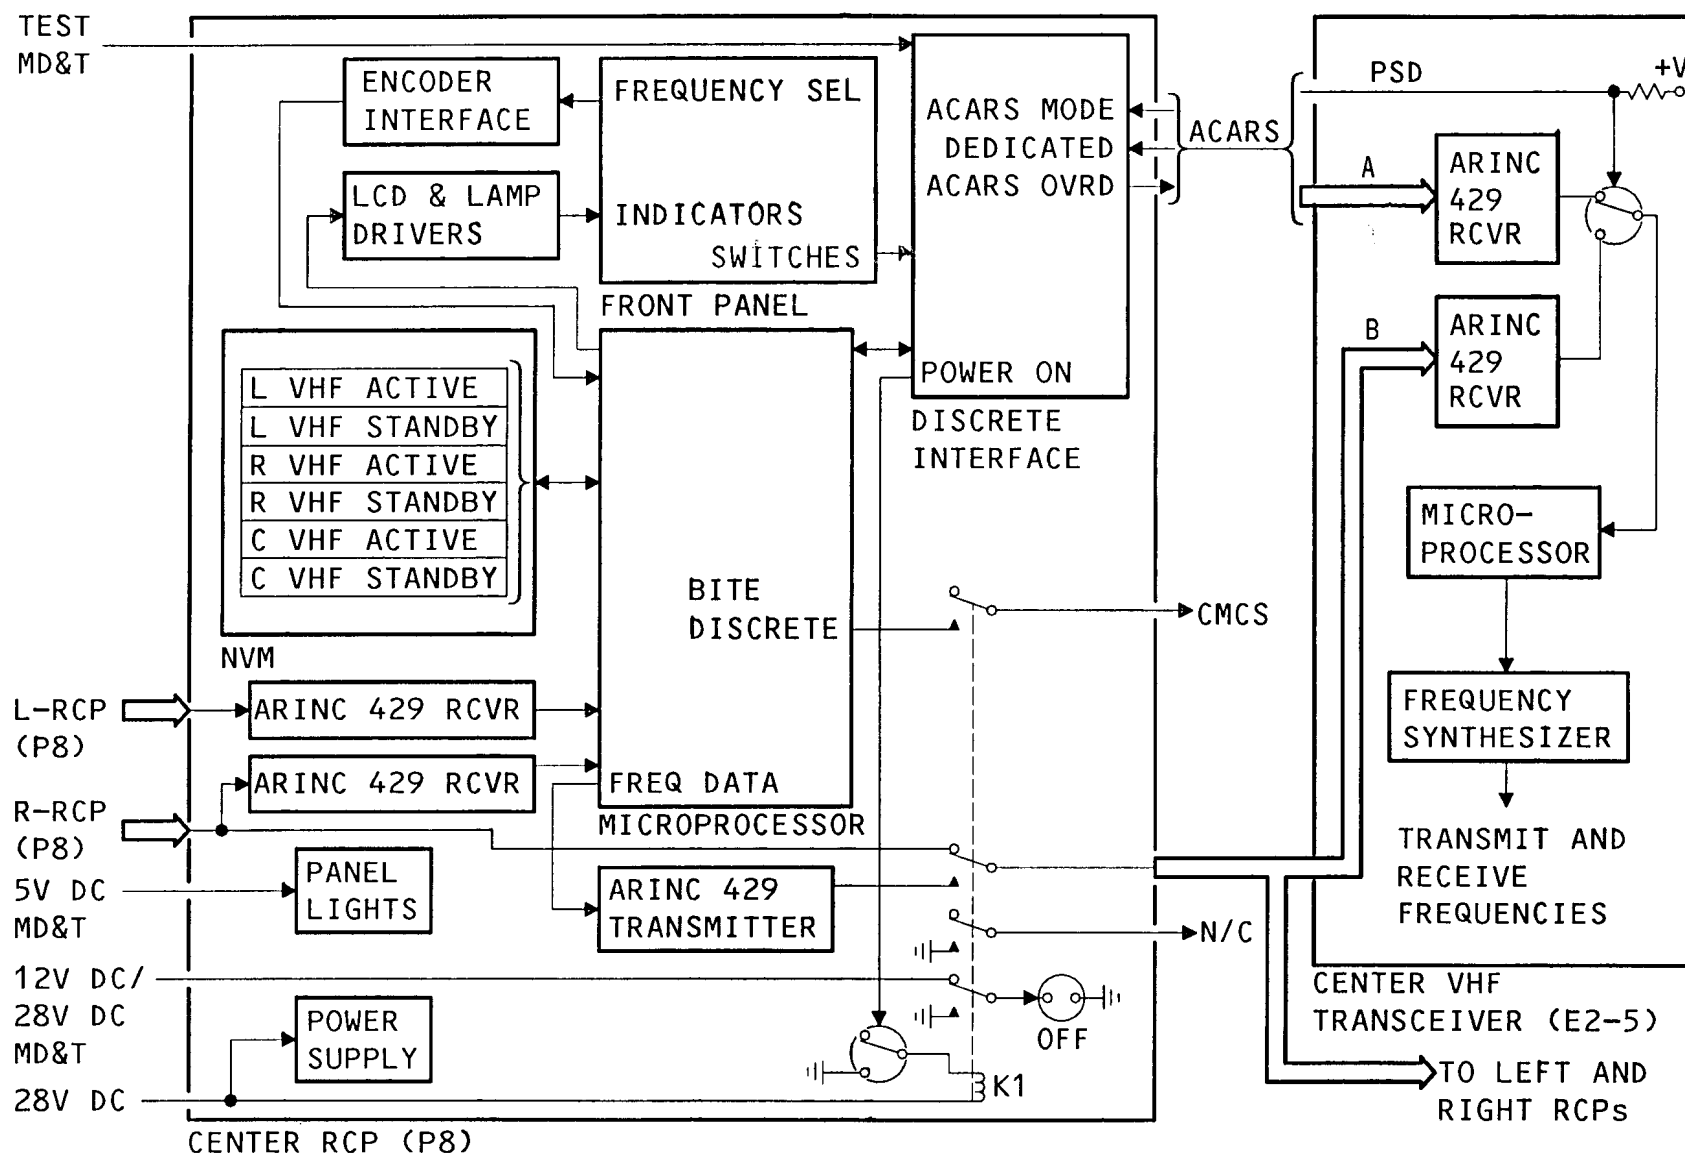 TEST
MD&T
ENCODER
INTERFACE
FREQUENCY SEL
LCD & LAMP
DRIVERS
INDICATORS
SWITCHES
FRONT PANEL
ACARS MODE
DEDICATED
ACARS OVRD
POWER ON
DISCRETE
INTERFACE
ACARS
PSD
+V
A
ARINC
429
RCVR
B
ARINC
429
RCVR
MICRO-
PROCESSOR
FREQUENCY
SYNTHESIZER
TRANSMIT AND
RECEIVE
FREQUENCIES
CENTER VHF
TRANSCEIVER (E2-5)
L VHF ACTIVE
L VHF STANDBY
R VHF ACTIVE
R VHF STANDBY
C VHF ACTIVE
C VHF STANDBY
NVM
BITE
DISCRETE
CMCS
L-RCP
(P8)
ARINC 429 RCVR
ARINC 429 RCVR
FREQ DATA
MICROPROCESSOR
R-RCP
(P8)
5V DC
MD&T
PANEL
LIGHTS
ARINC 429
TRANSMITTER
N/C
12V DC/
28V DC
MD&T
POWER
SUPPLY
OFF
28V DC
K1
TO LEFT AND
RIGHT RCPs
CENTER RCP (P8)